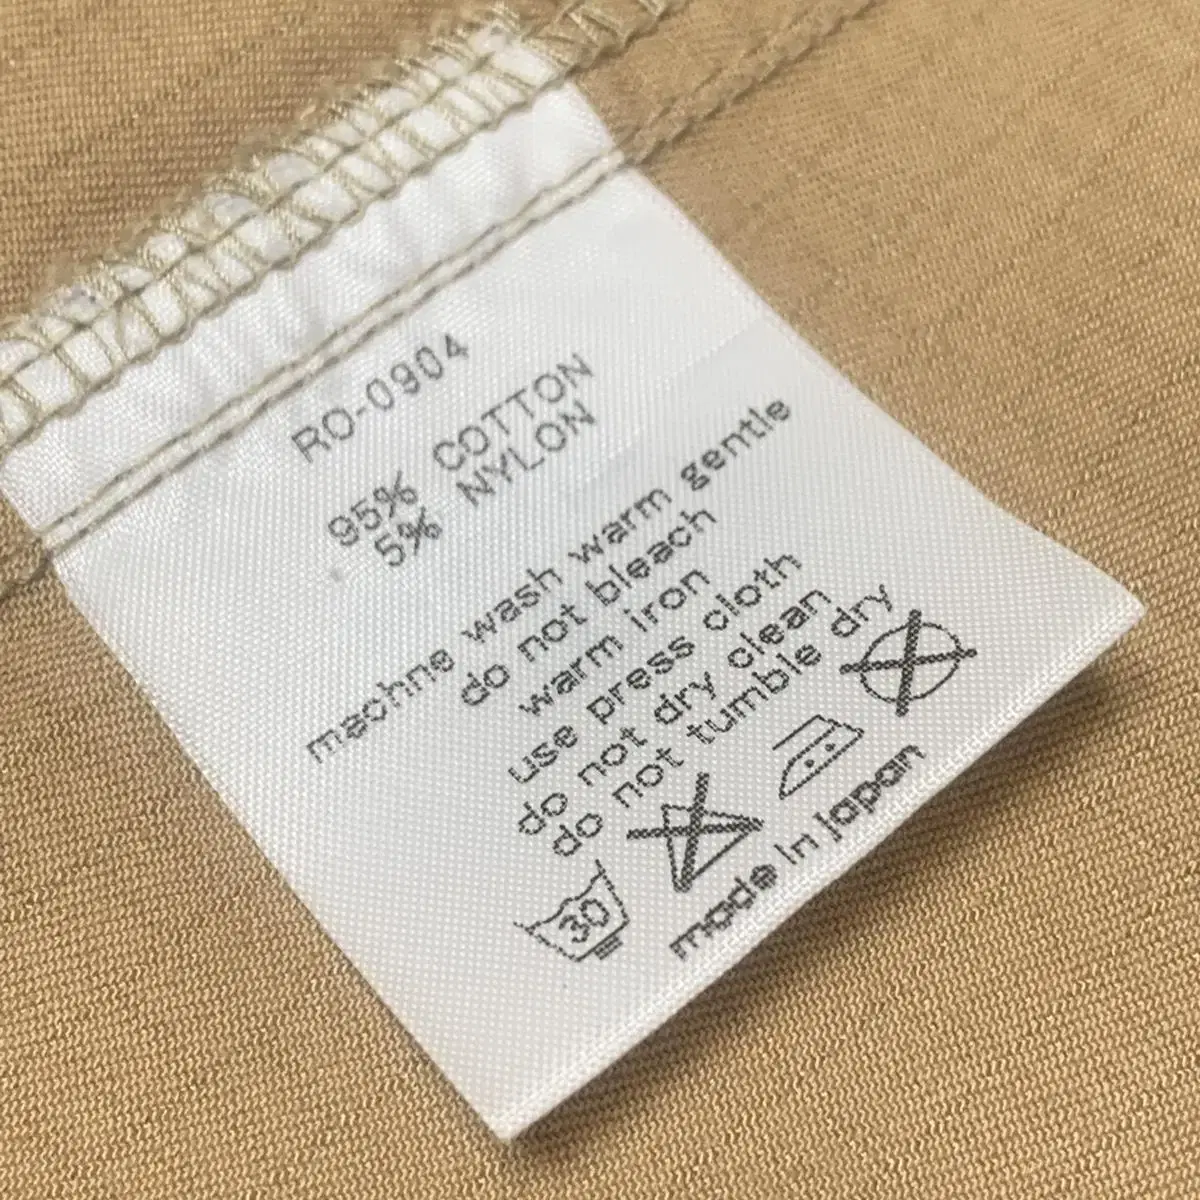 RO-0904
95% COTTON
5% NYLON
machne wash warm gentle
do not bleach
warm iron
use press cloth
do not dry clean
do not tumble dry
30
made in Japan